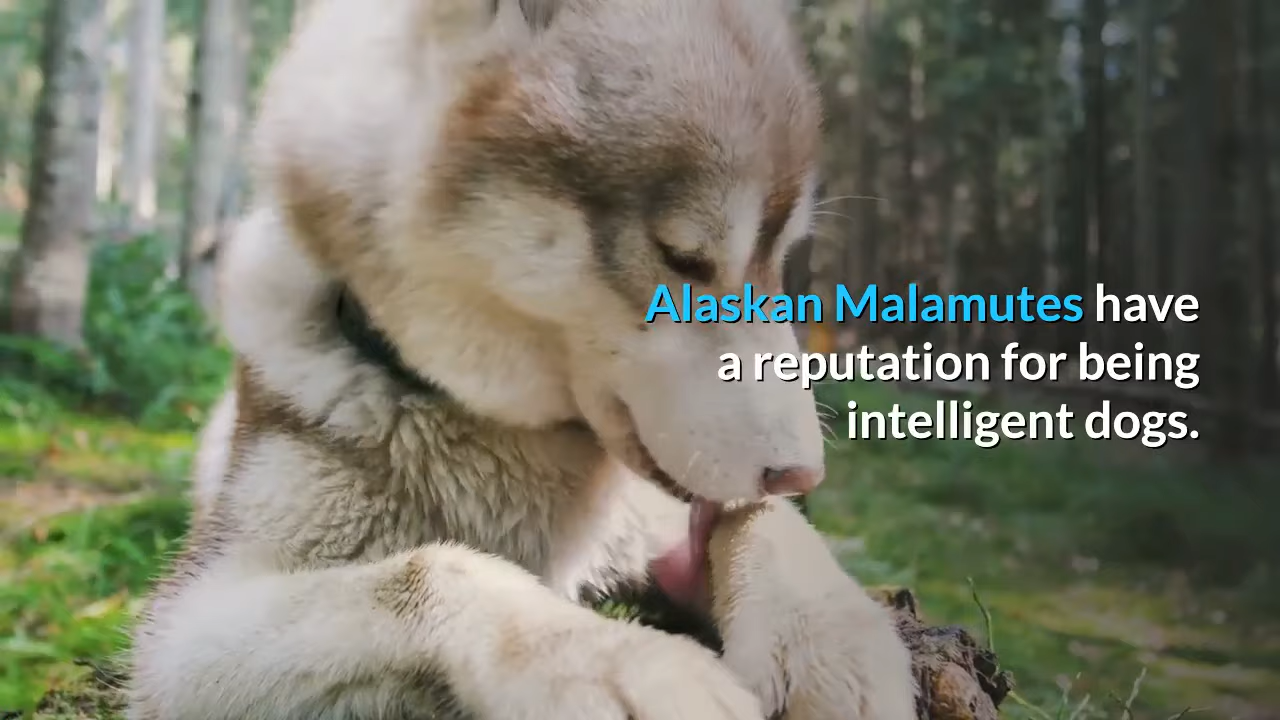 Alaskan Malamutes have
a reputation for being
intelligent dogs.